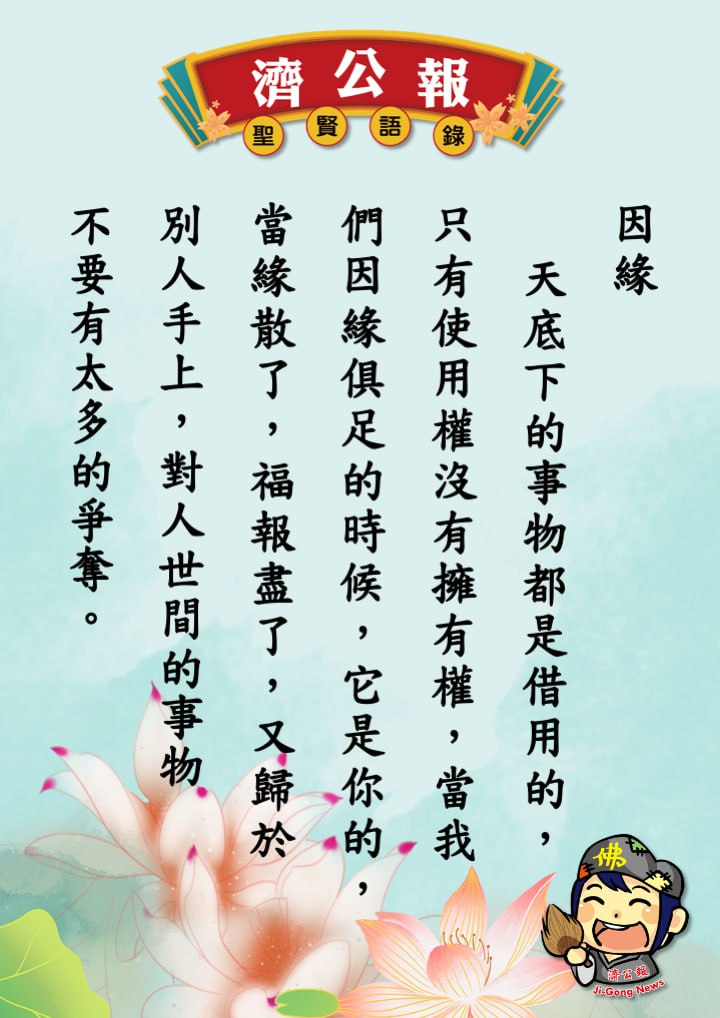 濟公報
聖賢語錄
因緣
天底下的事物都是借用的，
只有使用權沒有擁有權，當我
們因緣俱足的時候，它是你的，
當緣散了，福報盡了，又歸於
別人手上，對人世間的事物
不要有太多的爭奪。
佛
濟公報
Ji-Gong News